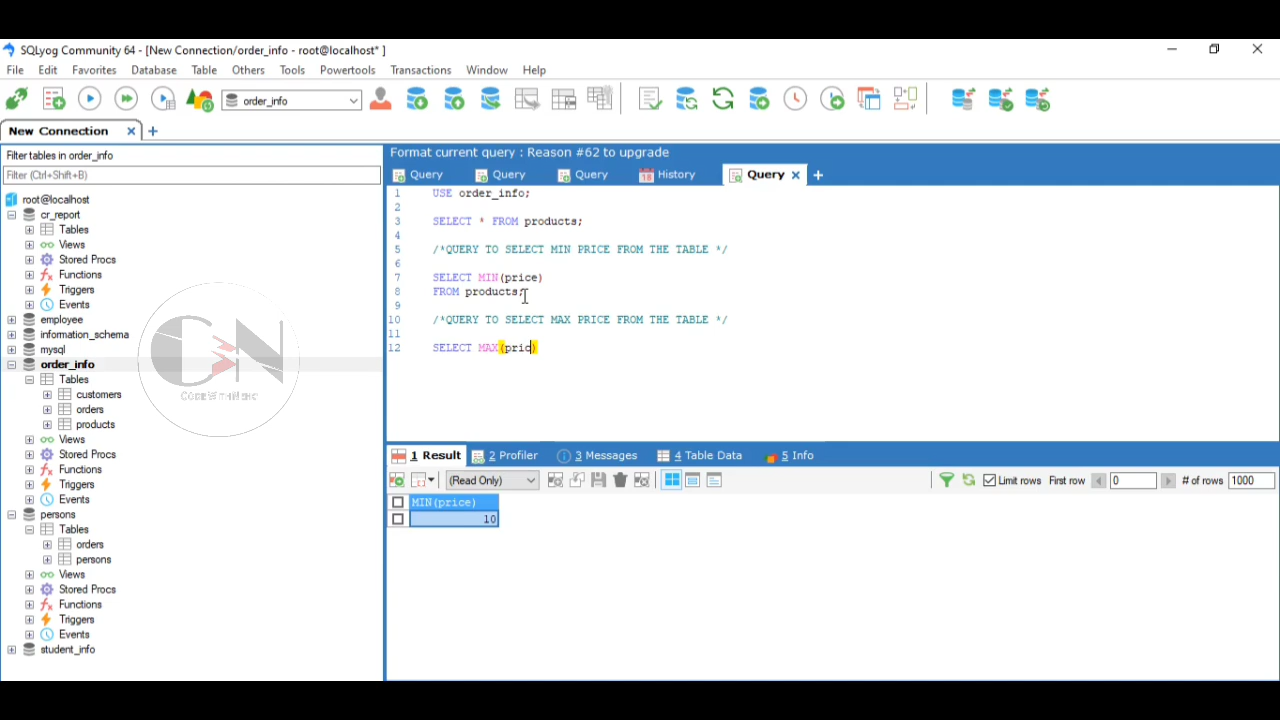 SQLyog Community 64 - [New Connection/order_info - root@localhost* ]
File Edit Favorites Database Table Others Tools Powertools Transactions Window Help
order_info
New Connection
Filter tables in order_info
Filter (Ctrl+Shift+B)
root@localhost
cr_report
Tables
Views
Stored Procs
Functions
Triggers
Events
employee
information_schema
mysql
order_info
Tables
customers
orders
products
Views
Stored Procs
Functions
Triggers
Events
persons
Tables
orders
persons
Views
Stored Procs
Functions
Triggers
Events
student_info
Format current query : Reason #62 to upgrade
Query Query Query 18 History Query
1 USE order_info;
2
3 SELECT * FROM products;
4
5 /*QUERY TO SELECT MIN PRICE FROM THE TABLE */
6
7 SELECT MIN(price)
8 FROM products;
9
10 /*QUERY TO SELECT MAX PRICE FROM THE TABLE */
11
12 SELECT MAX(pric)
1 Result 2 Profiler 3 Messages 4 Table Data 5 Info
(Read Only) Limit rows First row 0 # of rows 1000
MIN(price)
10